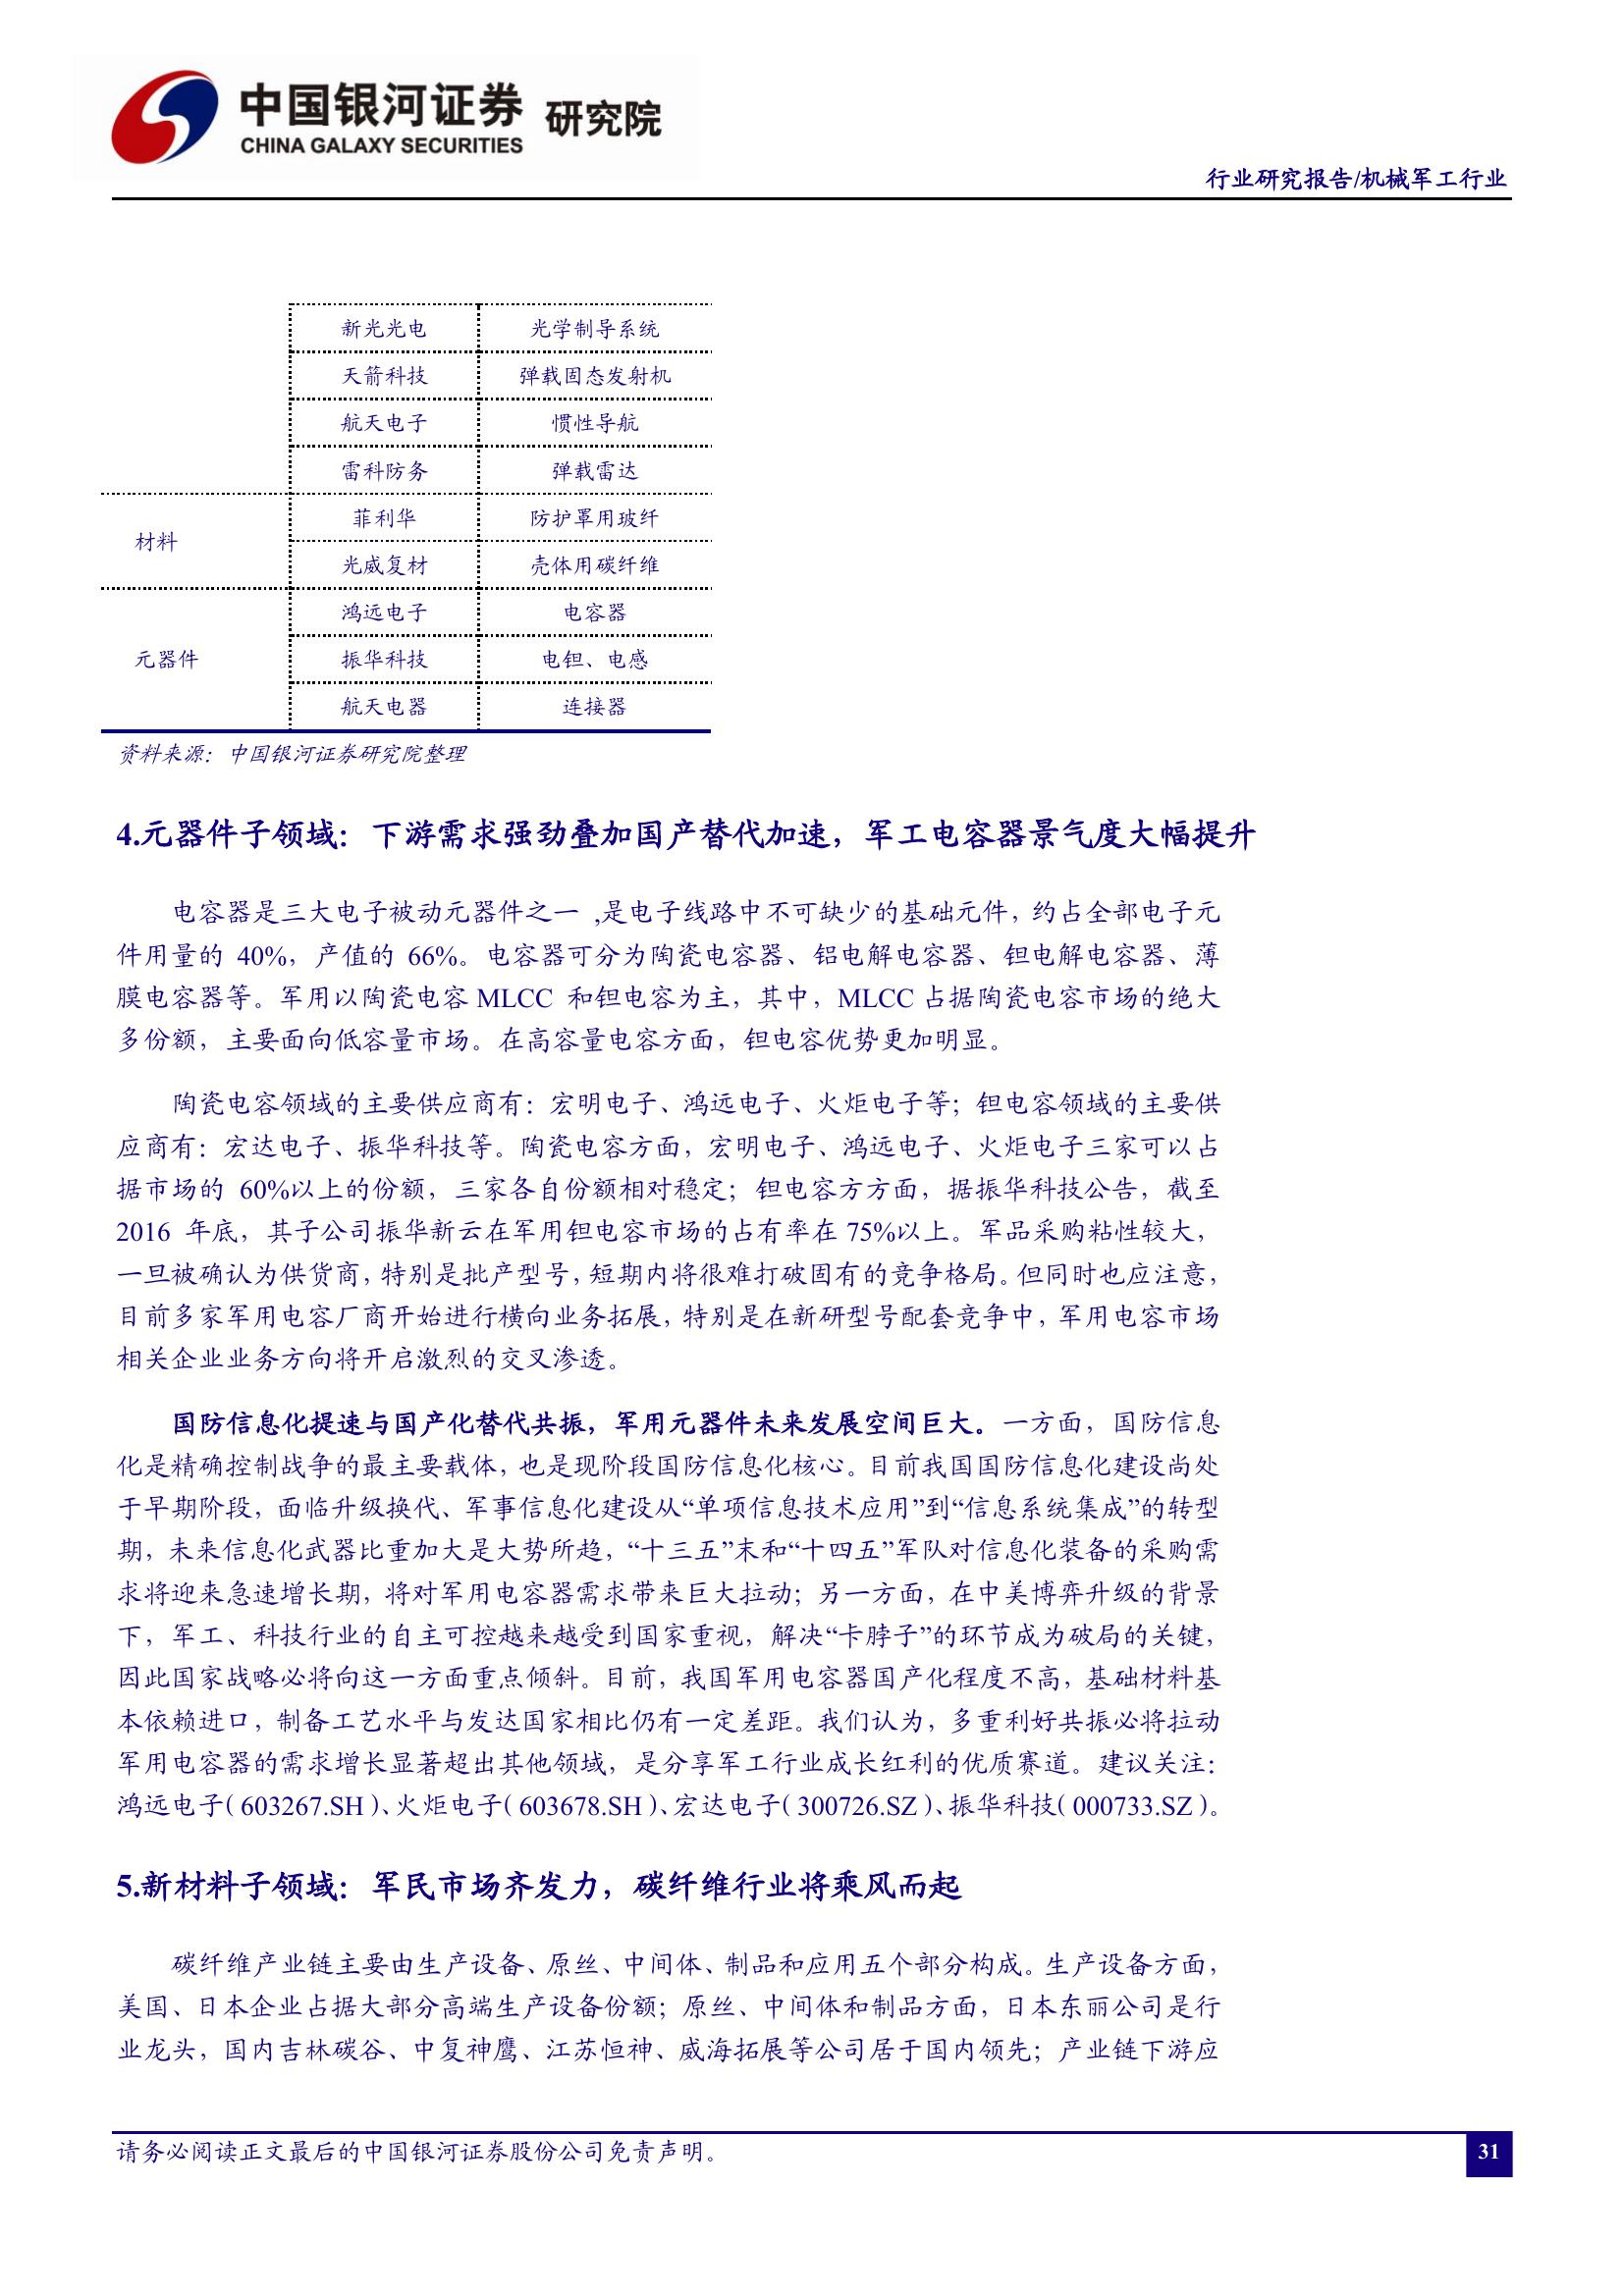 中国银河证券 研究院
CHINA GALAXY SECURITIES
行业研究报告/机械军工行业
新光光电 光学制导系统
天箭科技 弹载固态发射机
航天电子 惯性导航
雷科防务 弹载雷达
材料
菲利华 防护罩用玻纤
光威复材 壳体用碳纤维
鸿远电子 电容器
元器件 振华科技 电钽、电感
航天电器 连接器
资料来源：中国银河证券研究院整理
4.元器件子领域：下游需求强劲叠加国产替代加速，军工电容器景气度大幅提升
电容器是三大电子被动元器件之一 ,是电子线路中不可缺少的基础元件，约占全部电子元
件用量的 40%，产值的 66%。电容器可分为陶瓷电容器、铝电解电容器、钽电解电容器、薄
膜电容器等。军用以陶瓷电容 MLCC 和钽电容为主，其中，MLCC 占据陶瓷电容市场的绝大
多份额，主要面向低容量市场。在高容量电容方面，钽电容优势更加明显。
陶瓷电容领域的主要供应商有：宏明电子、鸿远电子、火炬电子等；钽电容领域的主要供
应商有：宏达电子、振华科技等。陶瓷电容方面，宏明电子、鸿远电子、火炬电子三家可以占
据市场的 60%以上的份额，三家各自份额相对稳定；钽电容方方面，据振华科技公告，截至
2016 年底，其子公司振华新云在军用钽电容市场的占有率在 75%以上。军品采购粘性较大，
一旦被确认为供货商，特别是批产型号，短期内将很难打破固有的竞争格局。但同时也应注意，
目前多家军用电容厂商开始进行横向业务拓展，特别是在新研型号配套竞争中，军用电容市场
相关企业业务方向将开启激烈的交叉渗透。
国防信息化提速与国产化替代共振，军用元器件未来发展空间巨大。一方面，国防信息
化是精确控制战争的最主要载体，也是现阶段国防信息化核心。目前我国国防信息化建设尚处
于早期阶段，面临升级换代、军事信息化建设从“单项信息技术应用”到“信息系统集成”的转型
期，未来信息化武器比重加大是大势所趋，“十三五”末和“十四五”军队对信息化装备的采购需
求将迎来急速增长期，将对军用电容器需求带来巨大拉动；另一方面，在中美博弈升级的背景
下，军工、科技行业的自主可控越来越受到国家重视，解决“卡脖子”的环节成为破局的关键，
因此国家战略必将向这一方面重点倾斜。目前，我国军用电容器国产化程度不高，基础材料基
本依赖进口，制备工艺水平与发达国家相比仍有一定差距。我们认为，多重利好共振必将拉动
军用电容器的需求增长显著超出其他领域，是分享军工行业成长红利的优质赛道。建议关注：
鸿远电子（603267.SH）、火炬电子（603678.SH）、宏达电子（300726.SZ）、振华科技（000733.SZ）。
5.新材料子领域：军民市场齐发力，碳纤维行业将乘风而起
碳纤维产业链主要由生产设备、原丝、中间体、制品和应用五个部分构成。生产设备方面，
美国、日本企业占据大部分高端生产设备份额；原丝、中间体和制品方面，日本东丽公司是行
业龙头，国内吉林碳谷、中复神鹰、江苏恒神、威海拓展等公司居于国内领先；产业链下游应
请务必阅读正文最后的中国银河证券股份公司免责声明。
31